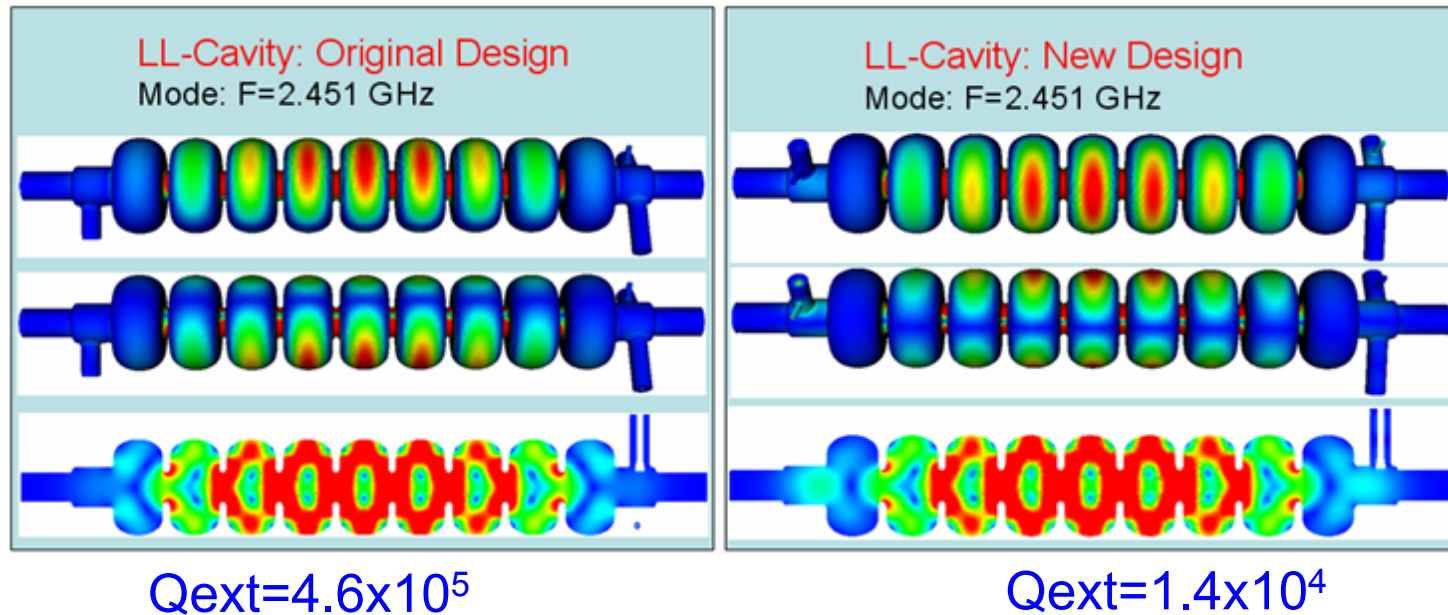 LL-Cavity: Original Design
Mode: F=2.451 GHz
LL-Cavity: New Design
Mode: F=2.451 GHz
Qext=4.6x10⁵
Qext=1.4x10⁴